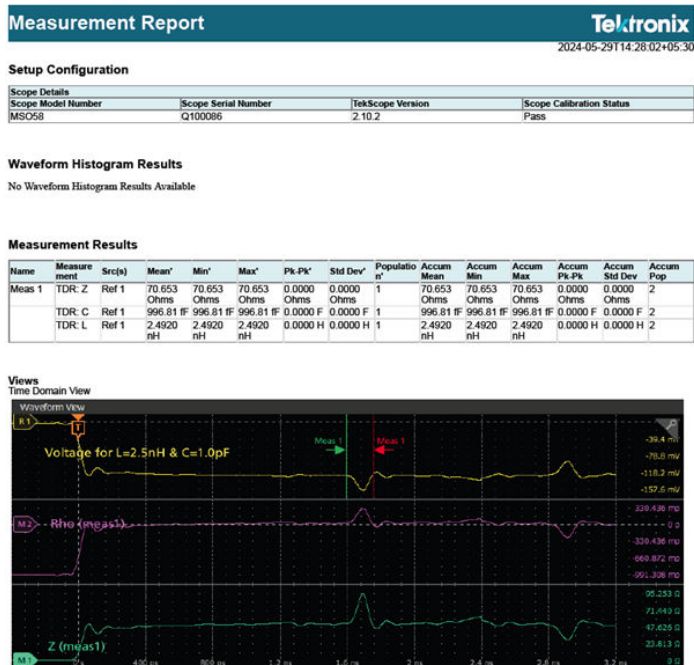 Measurement Report
Tektronix
2024-05-29T14:28:02+05:30
Setup Configuration
Scope Details
Scope Model Number Scope Serial Number TekScope Version Scope Calibration Status
MSO58 Q100086 2.10.2 Pass
Waveform Histogram Results
No Waveform Histogram Results Available
Measurement Results
Name Measure ment Src(s) Mean' Min' Max' Pk-Pk' Std Dev' Populatio n' Accum Mean Accum Min Accum Max Accum Pk-Pk Accum Std Dev Accum Pop
Meas 1 TDR: Z Ref 1 70.653 Ohms 70.653 Ohms 70.653 Ohms 0.0000 Ohms 0.0000 Ohms 1 70.653 Ohms 70.653 Ohms 70.653 Ohms 0.0000 Ohms 0.0000 Ohms 2
TDR: C Ref 1 996.81 fF 996.81 fF 996.81 fF 0.0000 F 0.0000 F 1 996.81 fF 996.81 fF 996.81 fF 0.0000 F 0.0000 F 2
TDR: L Ref 1 2.4920 nH 2.4920 nH 2.4920 nH 0.0000 H 0.0000 H 1 2.4920 nH 2.4920 nH 2.4920 nH 0.0000 H 0.0000 H 2
Views
Time Domain View
Waveform View
R 1
T
Meas 1 Meas 1
-39.4 mV
Voltage for L=2.5nH & C=1.0pF
-78.8 mV
-118.2 mV
-157.6 mV
330.436 mρ
M 2 Rho (meas1) 0 ρ
-330.436 mρ
-660.872 mρ
-991.308 mρ
95.253 Ω
71.440 Ω
47.626 Ω
23.813 Ω
Z (meas1)
M 1 0 s 400 ps 800 ps 1.2 ns 1.6 ns 2 ns 2.4 ns 2.8 ns 3.2 ns 0 Ω